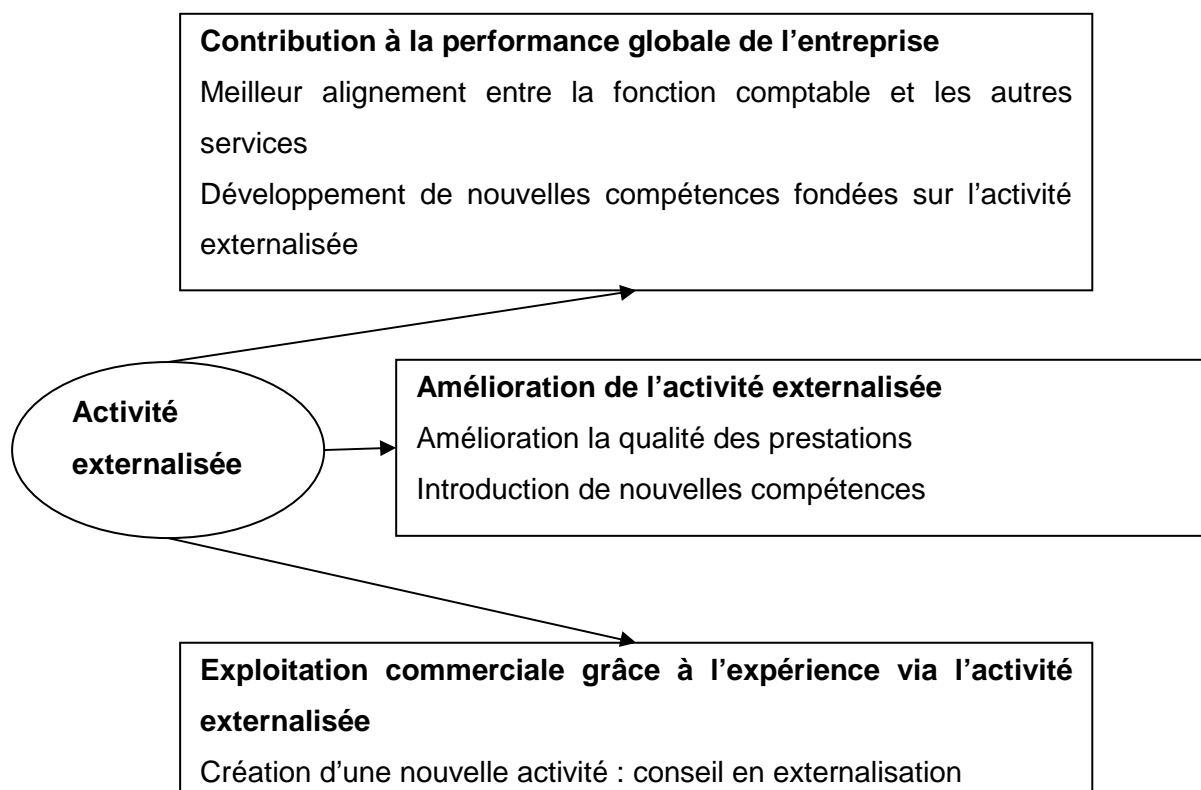 Contribution à la performance globale de l’entreprise
Meilleur alignement entre la fonction comptable et les autres
services
Développement de nouvelles compétences fondées sur l’activité
externalisée
Activité
externalisée
Amélioration de l’activité externalisée
Amélioration la qualité des prestations
Introduction de nouvelles compétences
Exploitation commerciale grâce à l’expérience via l’activité
externalisée
Création d’une nouvelle activité : conseil en externalisation